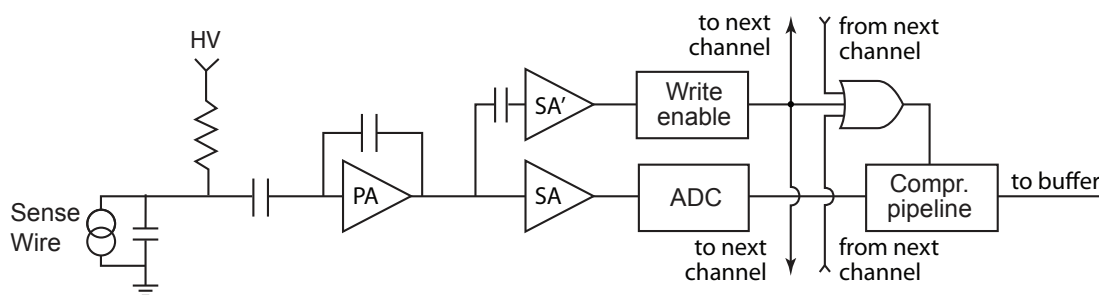 to next
channel
from next
channel
HV
SA′
Write
enable
PA
SA
ADC
Compr.
pipeline
to buffer
Sense
Wire
to next
channel
from next
channel